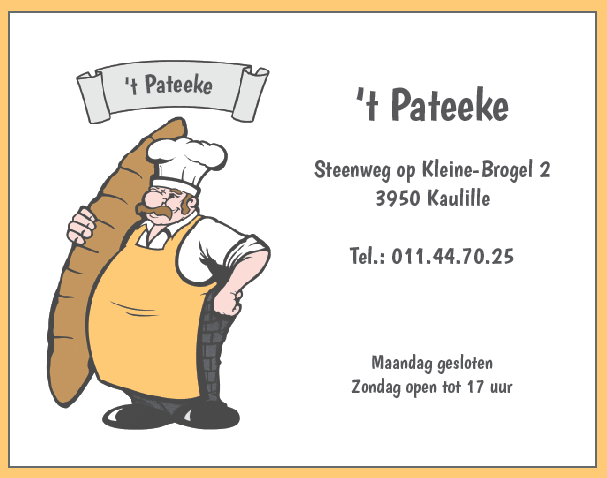 't Pateeke
't Pateeke
Steenweg op Kleine-Brogel 2
3950 Kaulille
Tel.: 011.44.70.25
Maandag gesloten
Zondag open tot 17 uur